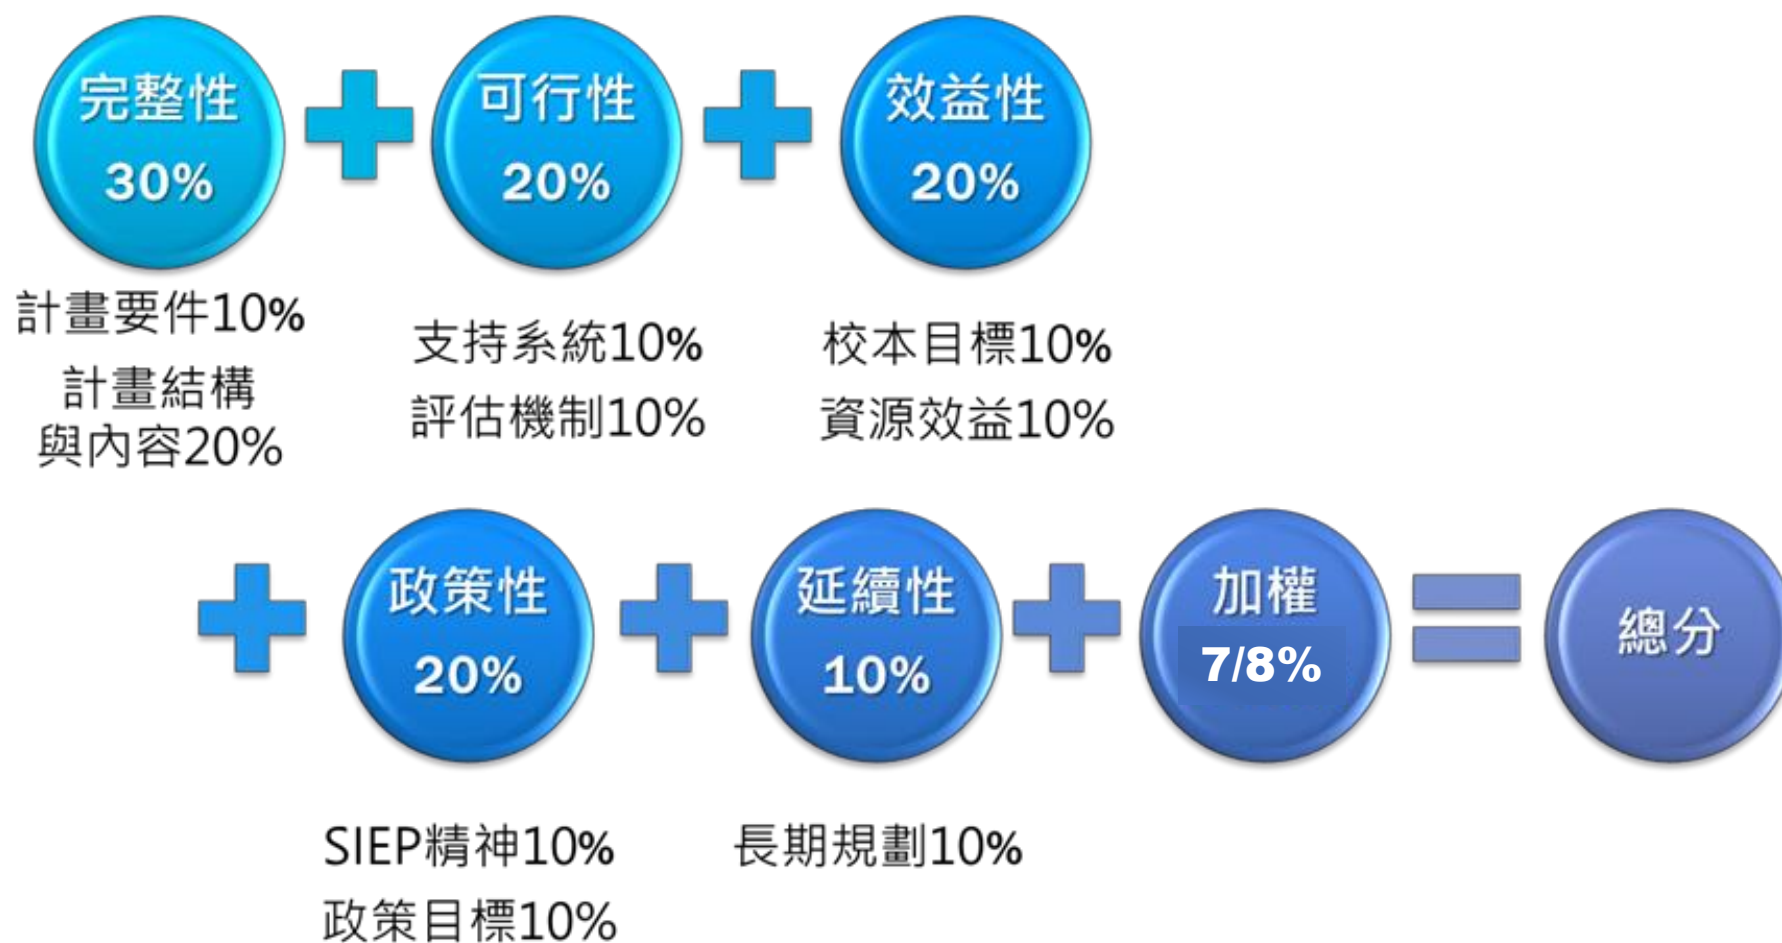 完整性
30%
可行性
20%
效益性
20%
計畫要件10%
計畫結構
與內容20%
支持系統10%
評估機制10%
校本目標10%
資源效益10%
政策性
20%
延續性
10%
加權
7/8%
總分
SIEP精神10%
政策目標10%
長期規劃10%